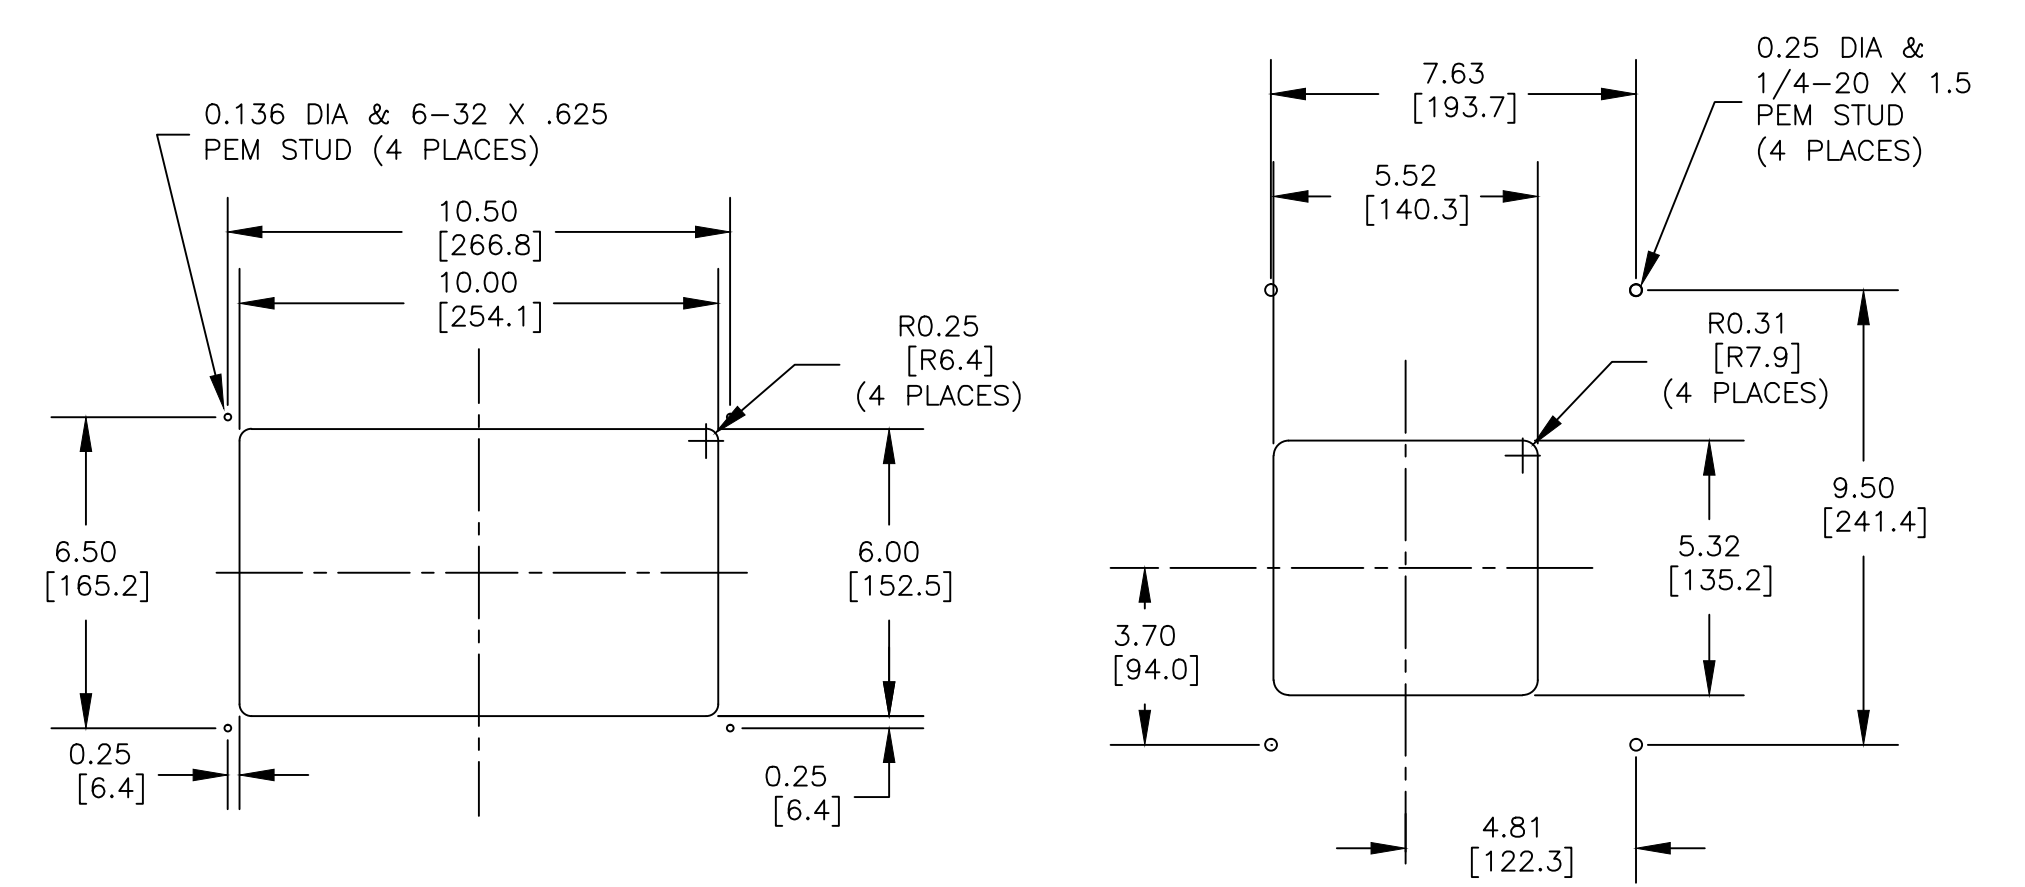 0.136 DIA & 6-32 X .625
PEM STUD (4 PLACES)
10.50
[266.8]
10.00
[254.1]
R0.25
[R6.4]
(4 PLACES)
6.50
[165.2]
6.00
[152.5]
0.25
[6.4]
0.25
[6.4]
7.63
[193.7]
0.25 DIA &
1/4-20 X 1.5
PEM STUD
(4 PLACES)
5.52
[140.3]
R0.31
[R7.9]
(4 PLACES)
9.50
[241.4]
5.32
[135.2]
3.70
[94.0]
4.81
[122.3]